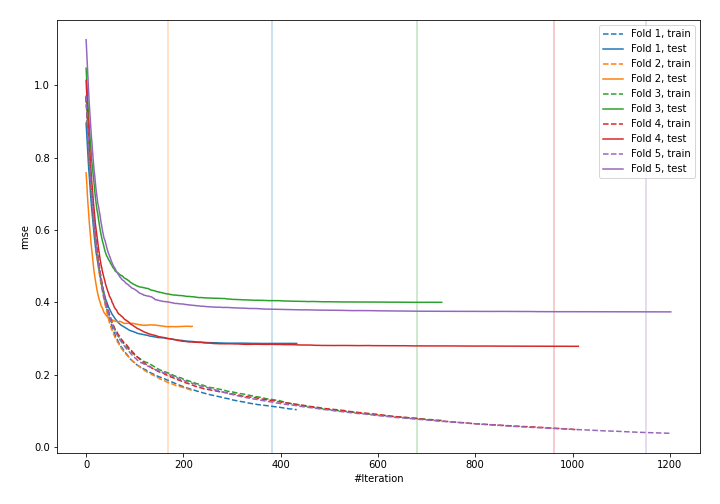 Fold 1, train
Fold 1, test
Fold 2, train
Fold 2, test
Fold 3, train
Fold 3, test
Fold 4, train
Fold 4, test
Fold 5, train
Fold 5, test
1.0
0.8
0.6
0.4
0.2
0.0
rmse
0 200 400 600 800 1000 1200
#Iteration